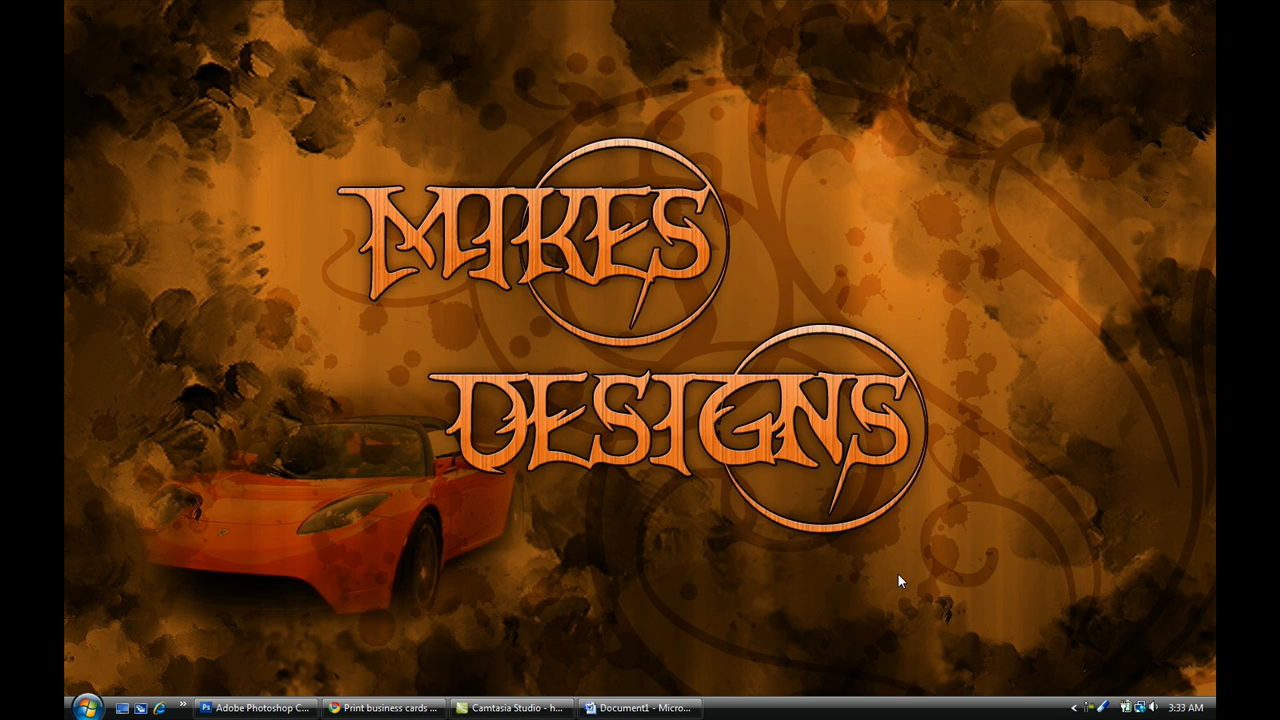 MIKES
DESIGNS
Adobe Photoshop C...
Print business cards ...
Camtasia Studio - h...
Document1 - Micro...
3:33 AM